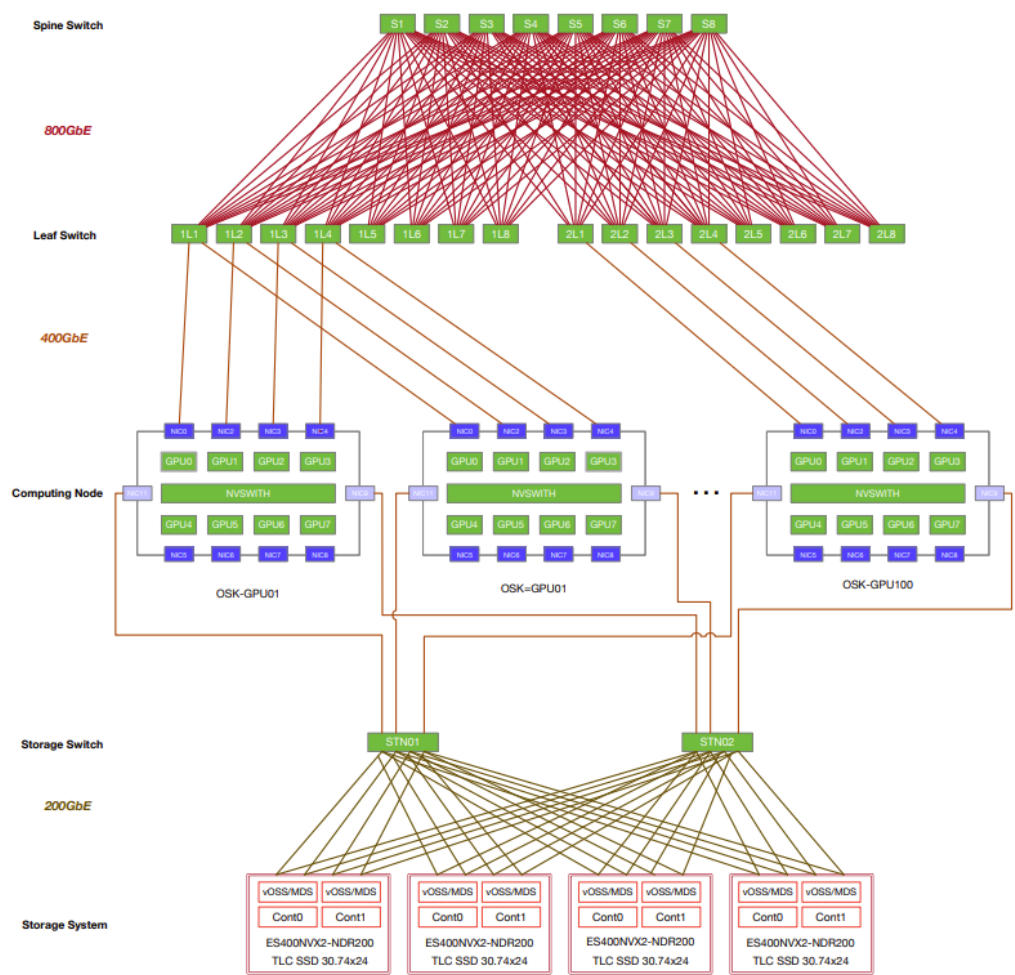 Spine Switch
S1 S2 S3 S4 S5 S6 S7 S8
800GbE
Leaf Switch
1L1 1L2 1L3 1L4 1L5 1L6 1L7 1L8 2L1 2L2 2L3 2L4 2L5 2L6 2L7 2L8
400GbE
NIC0 NIC2 NIC3 NIC4 NIC0 NIC2 NIC3 NIC4 NIC0 NIC2 NIC3 NIC4
GPU0 GPU1 GPU2 GPU3 GPU0 GPU1 GPU2 GPU3 GPU0 GPU1 GPU2 GPU3
Computing Node
NIC11 NVSWITH NIC9 NIC11 NVSWITH NIC9 ... NIC11 NVSWITH NIC9
GPU4 GPU5 GPU6 GPU7 GPU4 GPU5 GPU6 GPU7 GPU4 GPU5 GPU6 GPU7
NIC5 NIC6 NIC7 NIC8 NIC5 NIC6 NIC7 NIC8 NIC5 NIC6 NIC7 NIC8
OSK-GPU01 OSK=GPU01 OSK-GPU100
Storage Switch
STN01 STN02
200GbE
vOSS/MDS vOSS/MDS vOSS/MDS vOSS/MDS vOSS/MDS vOSS/MDS vOSS/MDS vOSS/MDS
Storage System
Cont0 Cont1 Cont0 Cont1 Cont0 Cont1 Cont0 Cont1
ES400NVX2-NDR200 ES400NVX2-NDR200 ES400NVX2-NDR200 ES400NVX2-NDR200
TLC SSD 30.74x24 TLC SSD 30.74x24 TLC SSD 30.74x24 TLC SSD 30.74x24